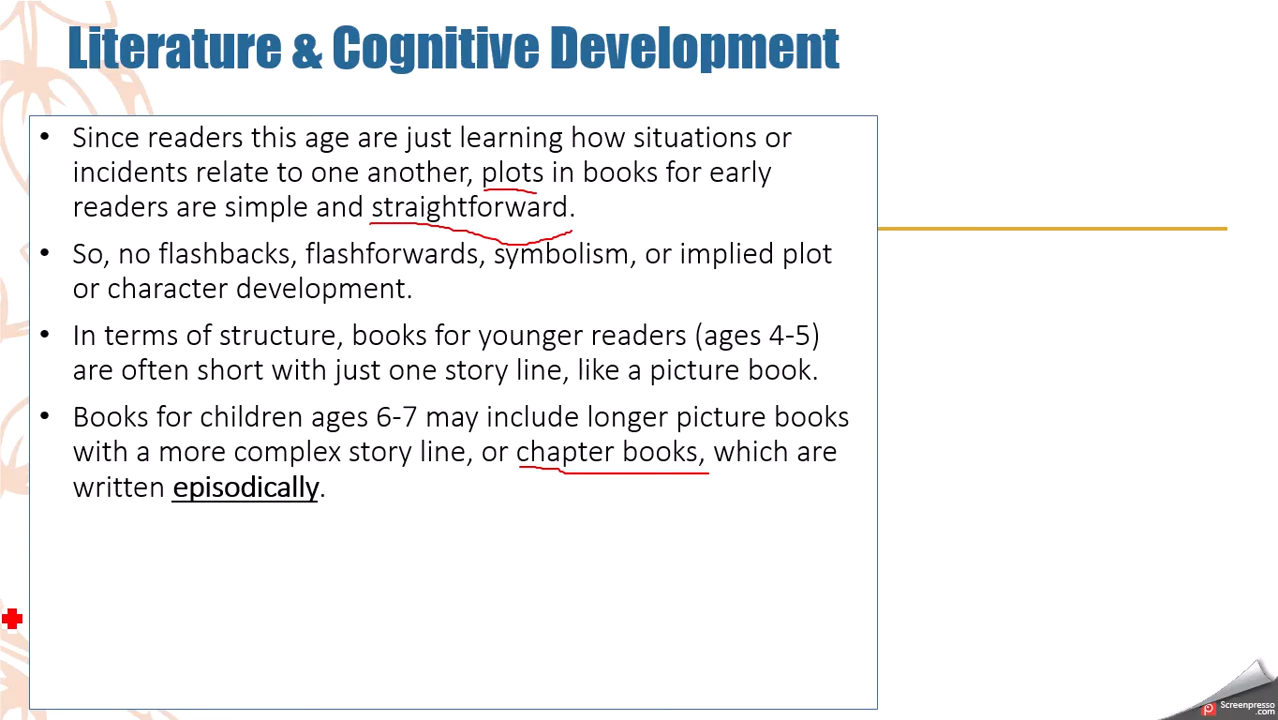 Literature & Cognitive Development
• Since readers this age are just learning how situations or
incidents relate to one another, plots in books for early
readers are simple and straightforward.
• So, no flashbacks, flashforwards, symbolism, or implied plot
or character development.
• In terms of structure, books for younger readers (ages 4-5)
are often short with just one story line, like a picture book.
• Books for children ages 6-7 may include longer picture books
with a more complex story line, or chapter books, which are
written episodically.
Screenpresso
.com